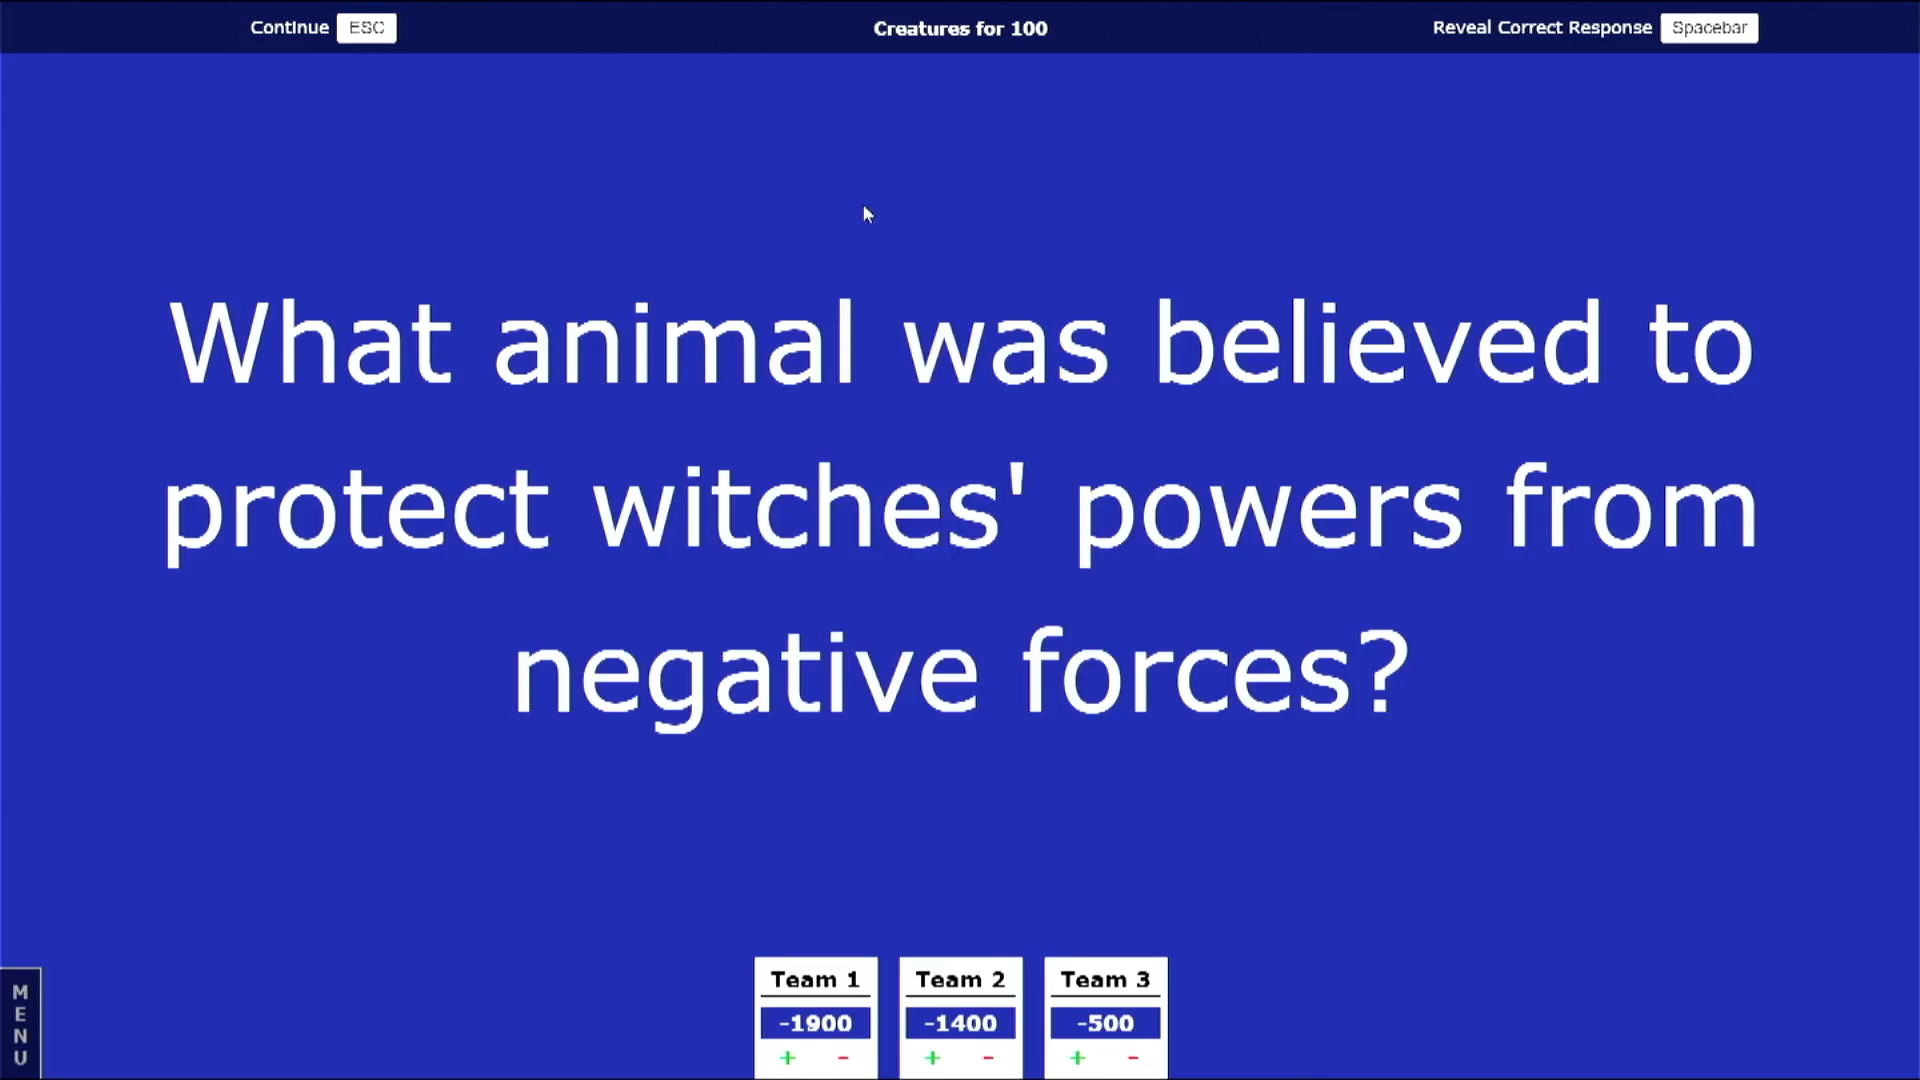 Continue ESC Creatures for 100 Reveal Correct Response Spacebar
What animal was believed to
protect witches' powers from
negative forces?
MENU
Team 1 Team 2 Team 3
-1900 -1400 -500
+ - + - + -